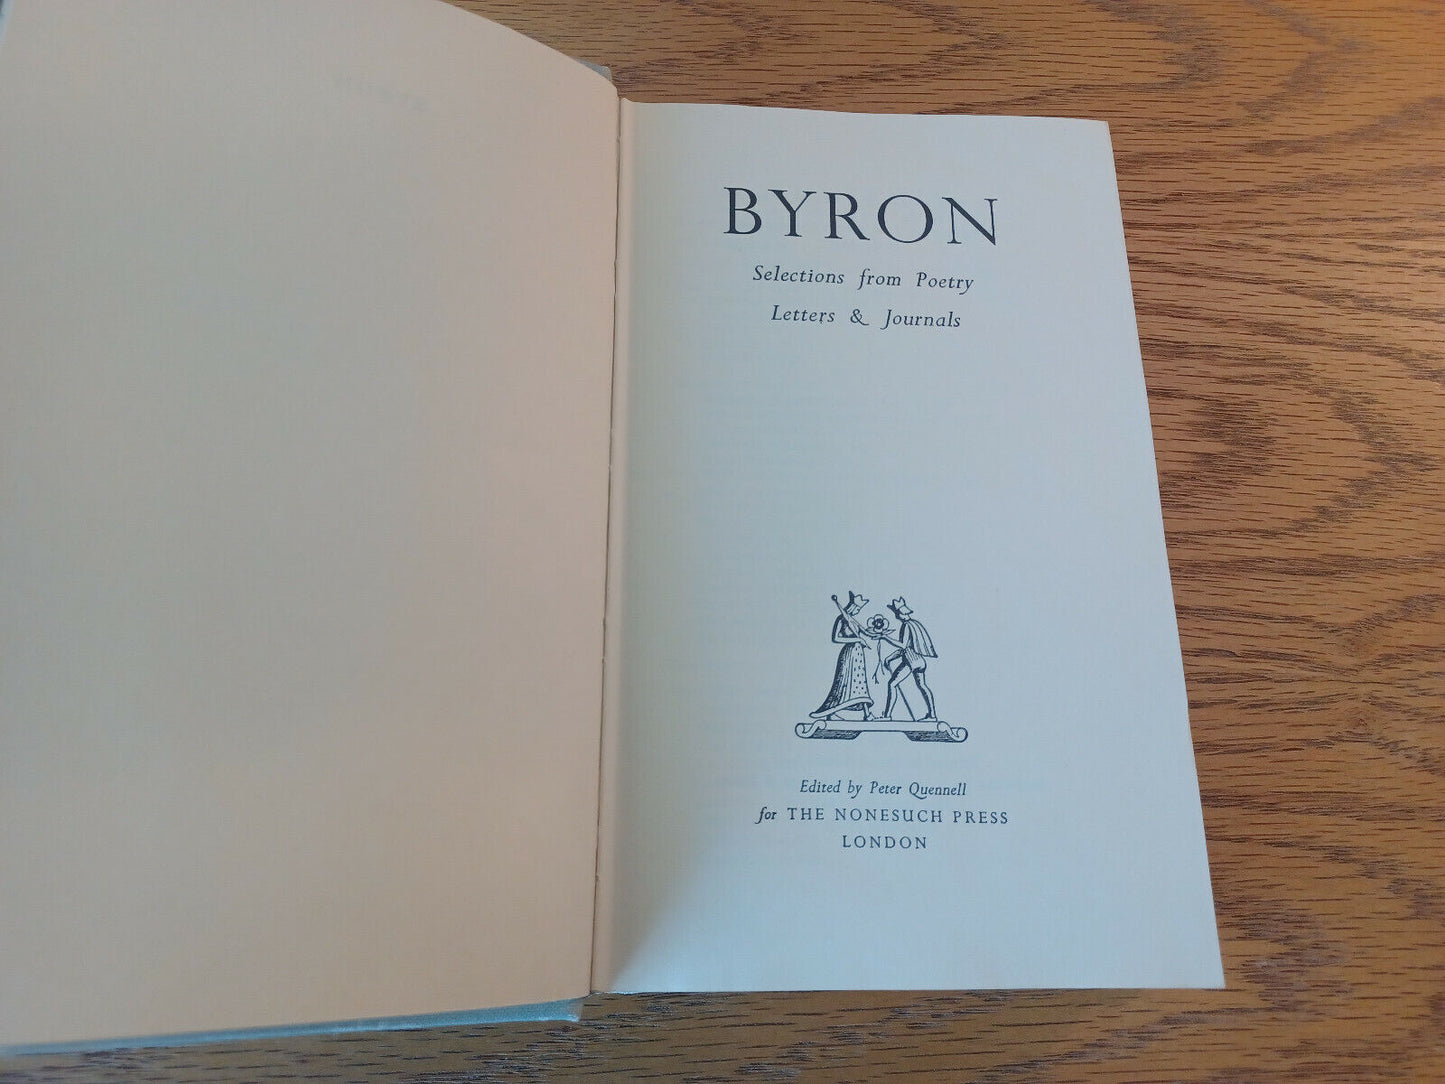 BYRON
Selections from Poetry
Letters & Journals
Edited by Peter Quennell
for THE NONESUCH PRESS
LONDON